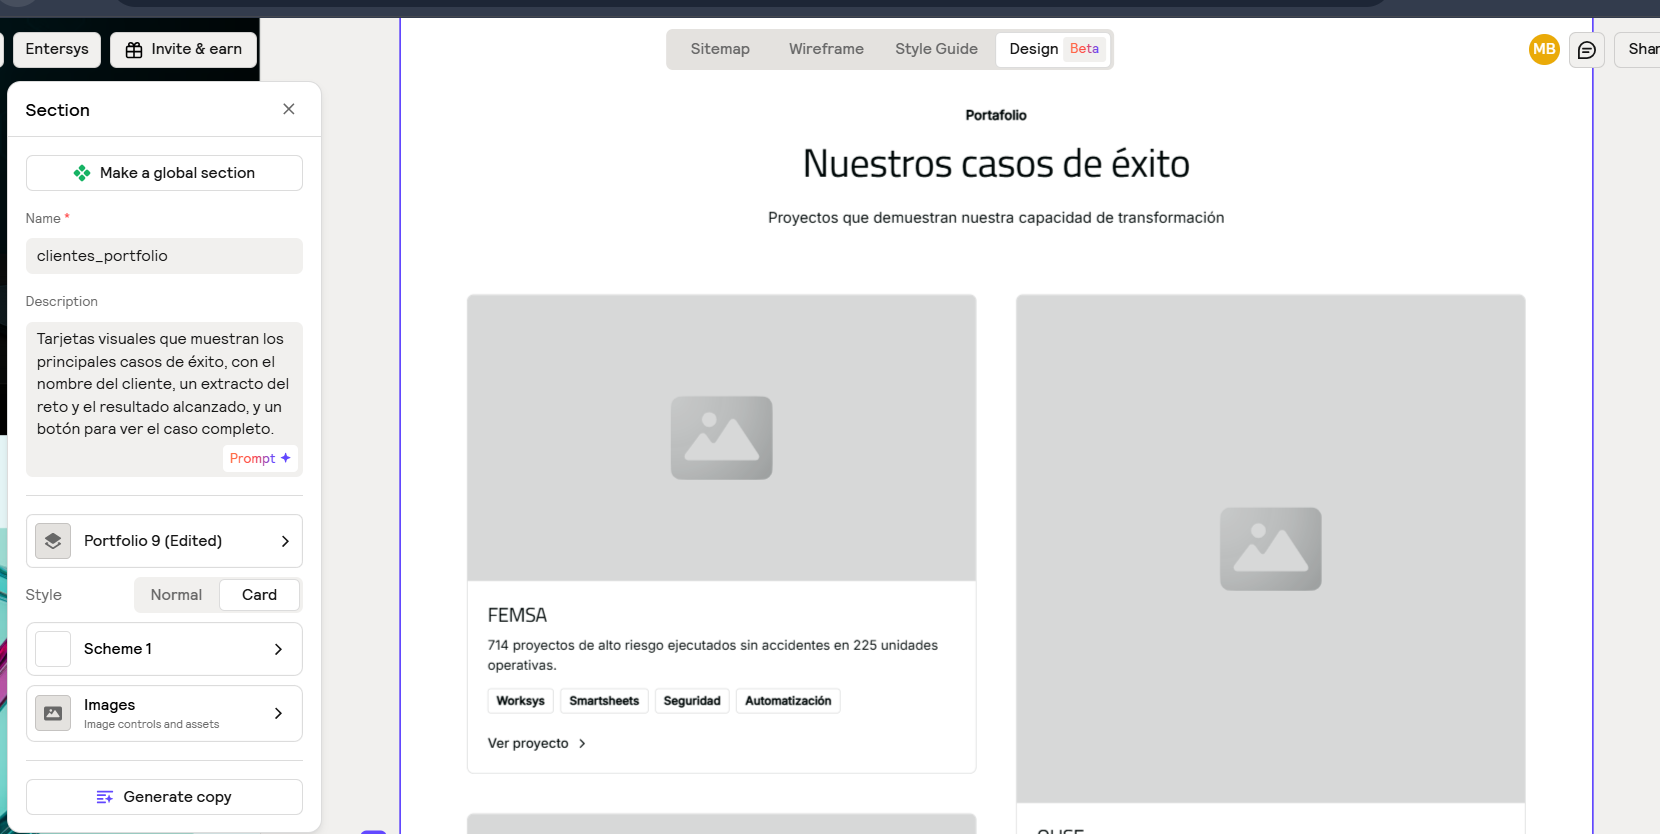 Entersys
Invite & earn
Sitemap
Wireframe
Style Guide
Design
Beta
MB
Section
Make a global section
Name *
clientes_portfolio
Description
Tarjetas visuales que muestran los
principales casos de éxito, con el
nombre del cliente, un extracto del
reto y el resultado alcanzado, y un
botón para ver el caso completo.
Prompt
Portfolio 9 (Edited)
Style
Normal
Card
Scheme 1
Images
Image controls and assets
Generate copy
Portafolio
Nuestros casos de éxito
Proyectos que demuestran nuestra capacidad de transformación
FEMSA
714 proyectos de alto riesgo ejecutados sin accidentes en 225 unidades
operativas.
Worksys
Smartsheets
Seguridad
Automatización
Ver proyecto